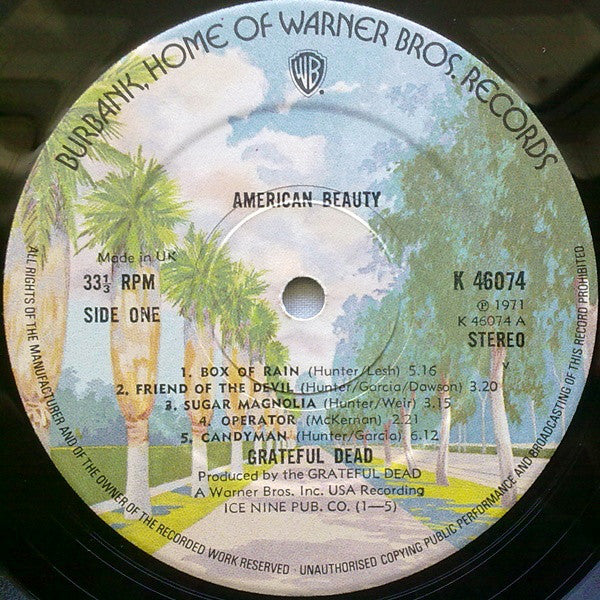 BURBANK, HOME OF WARNER BROS. RECORDS
WB
AMERICAN BEAUTY
Made in UK
33⅓ RPM
SIDE ONE
K 46074
℗ 1971
K 46074 A
STEREO
1. BOX OF RAIN (Hunter/Lesh) 5.16
2. FRIEND OF THE DEVIL (Hunter/Garcia/Dawson) 3.20
3. SUGAR MAGNOLIA (Hunter/Weir) 3.15
4. OPERATOR (McKernan) 2.21
5. CANDYMAN (Hunter/Garcia) 6.12
GRATEFUL DEAD
Produced by the GRATEFUL DEAD
A Warner Bros. Inc. USA Recording
ICE NINE PUB. CO. (1—5)
ALL RIGHTS OF THE MANUFACTURER AND OF THE OWNER OF THE RECORDED WORK RESERVED · UNAUTHORISED COPYING PUBLIC PERFORMANCE AND BROADCASTING OF THIS RECORD PROHIBITED